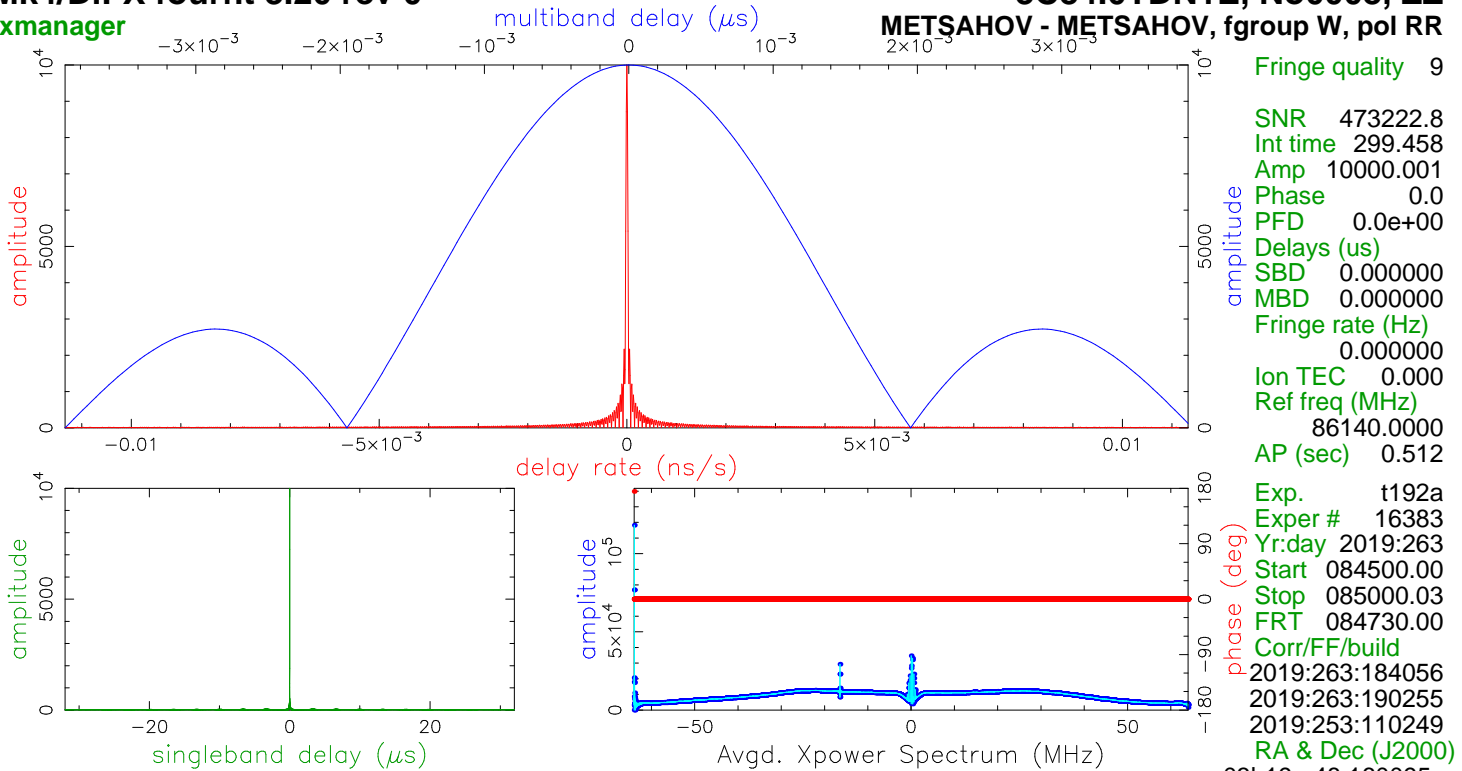 xmanager
METSAHOV - METSAHOV, fgroup W, pol RR
multiband delay (μs)
−3×10⁻³ −2×10⁻³ −10⁻³ 0 10⁻³ 2×10⁻³ 3×10⁻³
amplitude
0 5000 10⁴
amplitude
0 5000 10⁴
−0.01 −5×10⁻³ 0 5×10⁻³ 0.01
delay rate (ns/s)
amplitude
0 5000 10⁴
−20 0 20
singleband delay (μs)
amplitude
0 5×10⁴ 10⁵
phase (deg)
−180 −90 0 90 180
−50 0 50
Avgd. Xpower Spectrum (MHz)
Fringe quality 9
SNR 473222.8
Int time 299.458
Amp 10000.001
Phase 0.0
PFD 0.0e+00
Delays (us)
SBD 0.000000
MBD 0.000000
Fringe rate (Hz)
0.000000
Ion TEC 0.000
Ref freq (MHz)
86140.0000
AP (sec) 0.512
Exp. t192a
Exper # 16383
Yr:day 2019:263
Start 084500.00
Stop 085000.03
FRT 084730.00
Corr/FF/build
2019:263:184056
2019:263:190255
2019:253:110249
RA & Dec (J2000)